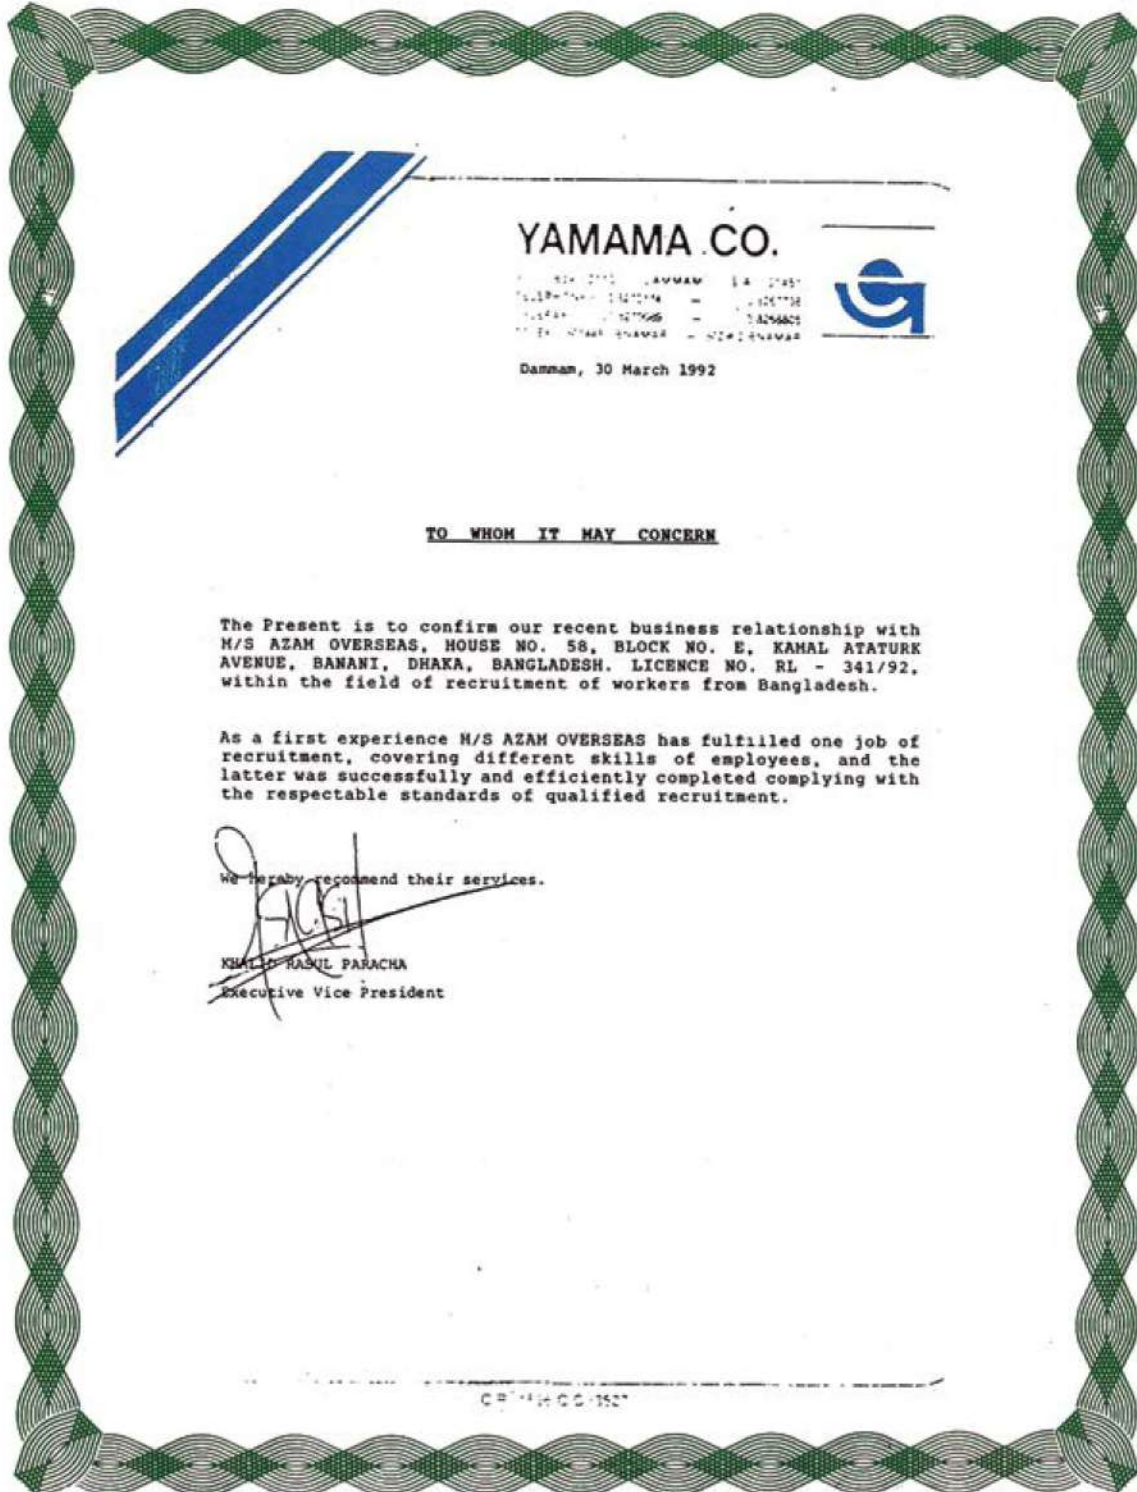 YAMAMA CO.
DAMMAM
Dammam, 30 March 1992
TO WHOM IT MAY CONCERN
The Present is to confirm our recent business relationship with
M/S AZAM OVERSEAS, HOUSE NO. 58, BLOCK NO. E, KAMAL ATATURK
AVENUE, BANANI, DHAKA, BANGLADESH. LICENCE NO. RL - 341/92,
within the field of recruitment of workers from Bangladesh.
As a first experience M/S AZAM OVERSEAS has fulfilled one job of
recruitment, covering different skills of employees, and the
latter was successfully and efficiently completed complying with
the respectable standards of qualified recruitment.
We hereby recommend their services.
KHALID RASUL PARACHA
Executive Vice President